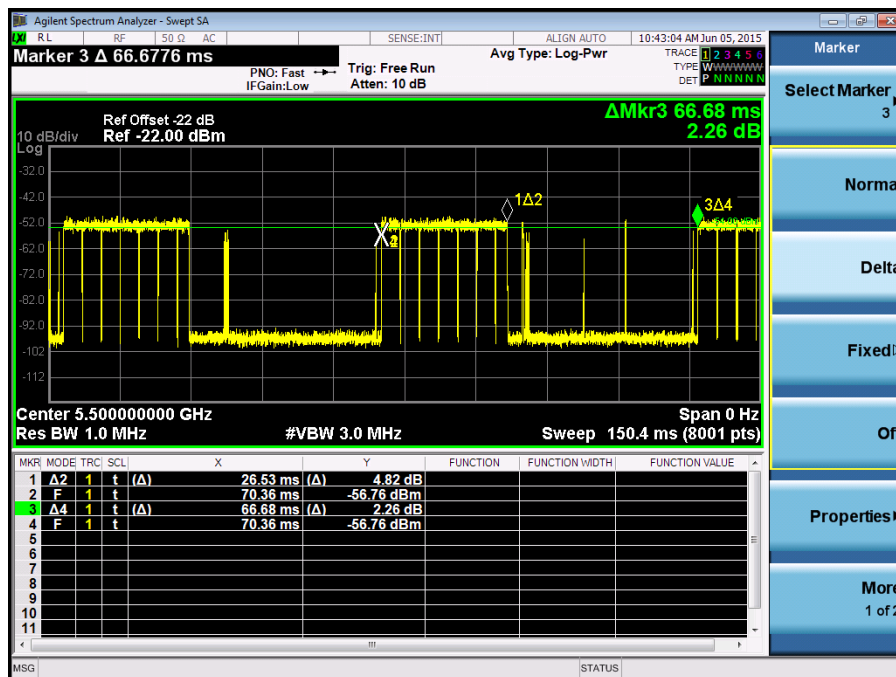 Agilent Spectrum Analyzer - Swept SA
LXI RL RF 50 Ω AC SENSE:INT ALIGN AUTO 10:43:04 AM Jun 05, 2015
Marker 3 Δ 66.6776 ms
PNO: Fast
IFGain:Low
Trig: Free Run
Atten: 10 dB
Avg Type: Log-Pwr
TRACE 1 2 3 4 5 6
TYPE WWWWWW
DET P N N N N N
Ref Offset -22 dB
10 dB/div Ref -22.00 dBm
Log
ΔMkr3 66.68 ms
2.26 dB
-32.0
-42.0
-52.0
-62.0
-72.0
-82.0
-92.0
-102
-112
1Δ2
3Δ4
Center 5.500000000 GHz Span 0 Hz
Res BW 1.0 MHz #VBW 3.0 MHz Sweep 150.4 ms (8001 pts)
MKR MODE TRC SCL X Y FUNCTION FUNCTION WIDTH FUNCTION VALUE
1 Δ2 1 t (Δ) 26.53 ms (Δ) 4.82 dB
2 F 1 t 70.36 ms -56.76 dBm
3 Δ4 1 t (Δ) 66.68 ms (Δ) 2.26 dB
4 F 1 t 70.36 ms -56.76 dBm
5
6
7
8
9
10
11
MSG STATUS
Marker
Select Marker
3
Norma
Delta
Fixed
Of
Properties
More
1 of 2